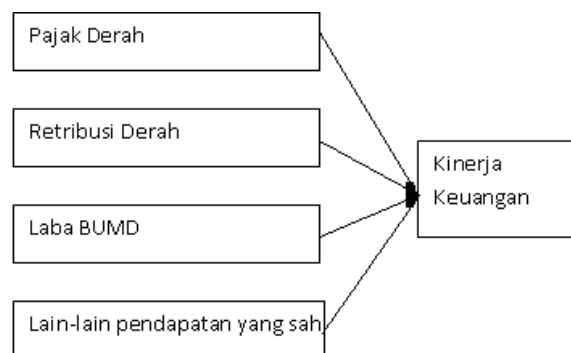 Pajak Derah
Retribusi Derah
Kinerja
Keuangan
Laba BUMD
Lain-lain pendapatan yang sah